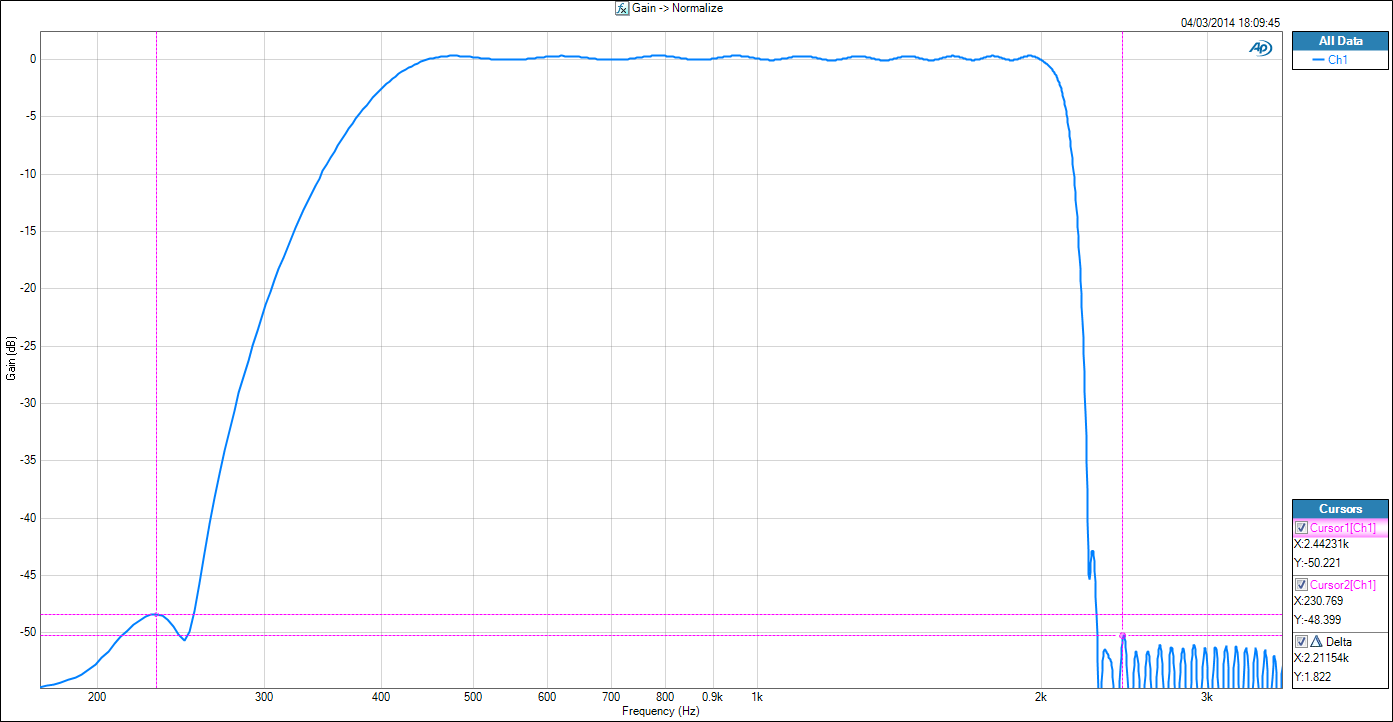 Gain -> Normalize
04/03/2014 18:09:45
AP
All Data
Ch1
0
-5
-10
-15
-20
-25
-30
-35
-40
-45
-50
Gain (dB)
200 300 400 500 600 700 800 0.9k 1k 2k 3k
Frequency (Hz)
Cursors
Cursor1[Ch1]
X:2.44231k
Y:-50.221
Cursor2[Ch1]
X:230.769
Y:-48.399
Delta
X:2.21154k
Y:1.822